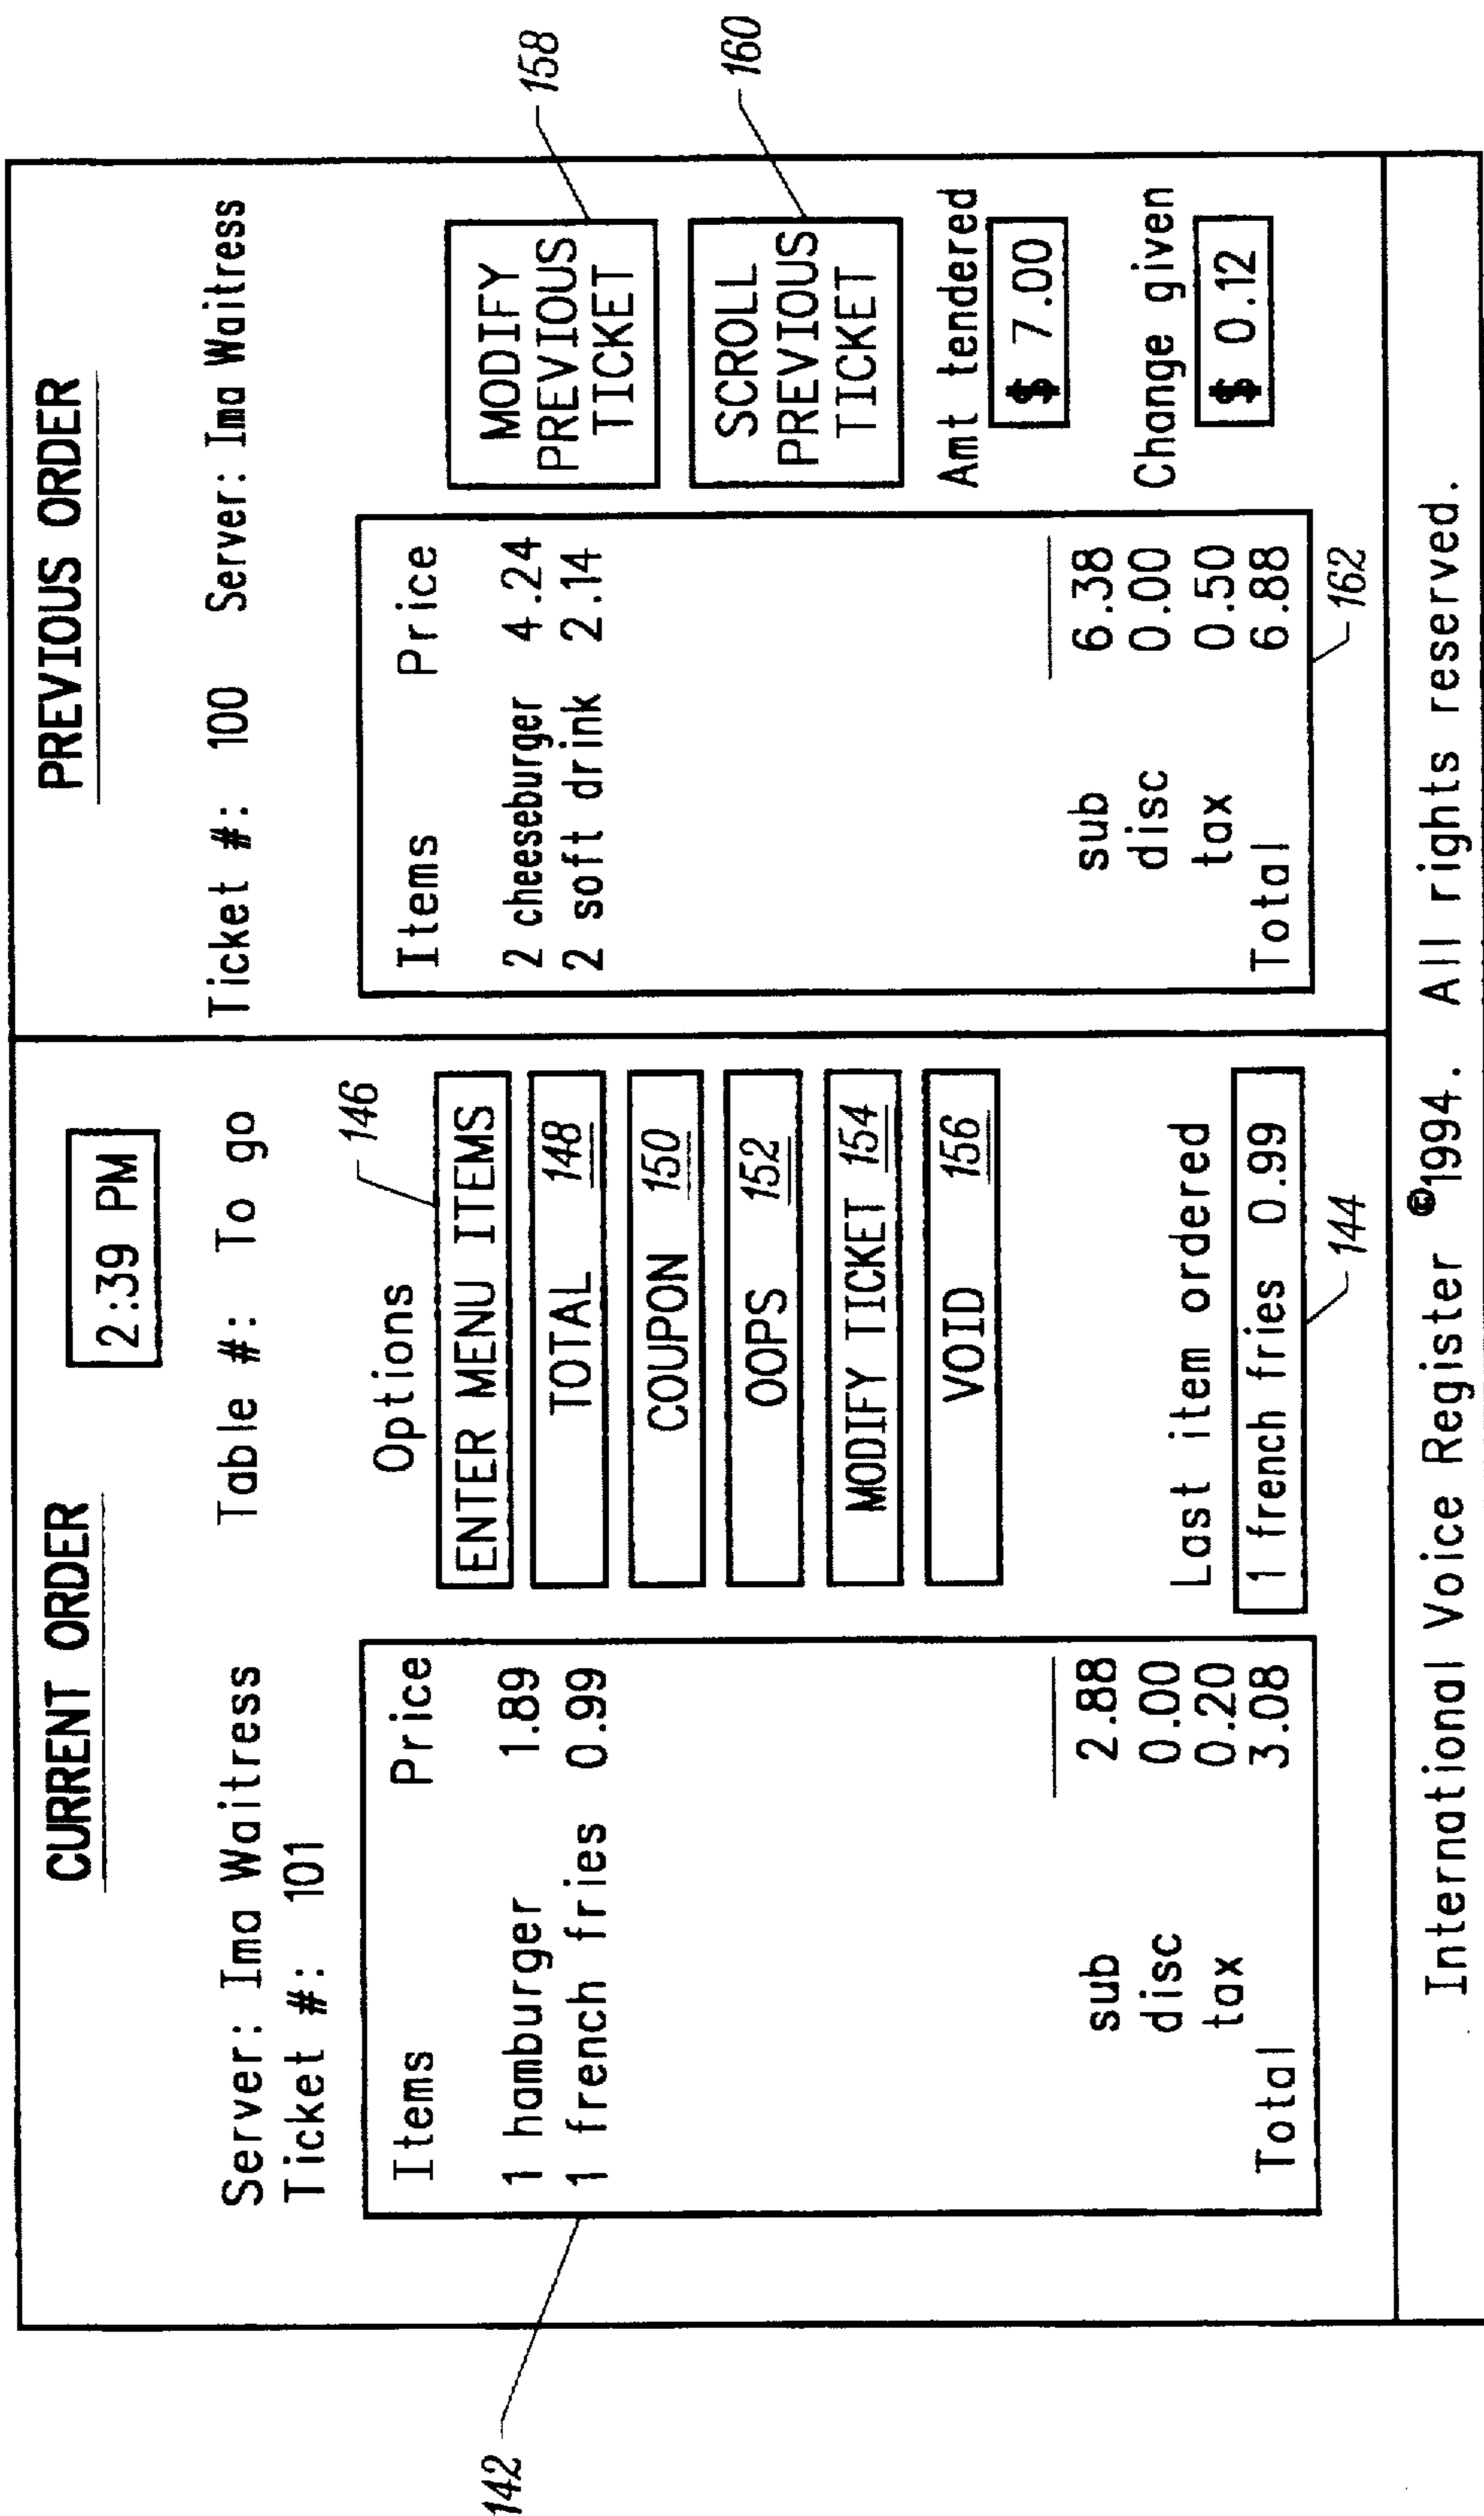 CURRENT ORDER
2:39 PM
Server: Ima Waitress Table #: To go
Ticket #: 101
Items Price
1 hamburger 1.89
1 french fries 0.99
sub 2.88
disc 0.00
tax 0.20
Total 3.08
142
Options
146
ENTER MENU ITEMS
TOTAL 148
COUPON 150
OOPS 152
MODIFY TICKET 154
VOID 156
Last item ordered
1 french fries 0.99
144
PREVIOUS ORDER
Ticket #: 100 Server: Ima Waitress
Items Price
2 cheeseburger 4.24
2 soft drink 2.14
sub 6.38
disc 0.00
tax 0.50
Total 6.88
162
MODIFY
PREVIOUS
TICKET
158
SCROLL
PREVIOUS
TICKET
160
Amt tendered
$ 7.00
Change given
$ 0.12
International Voice Register ©1994. All rights reserved.